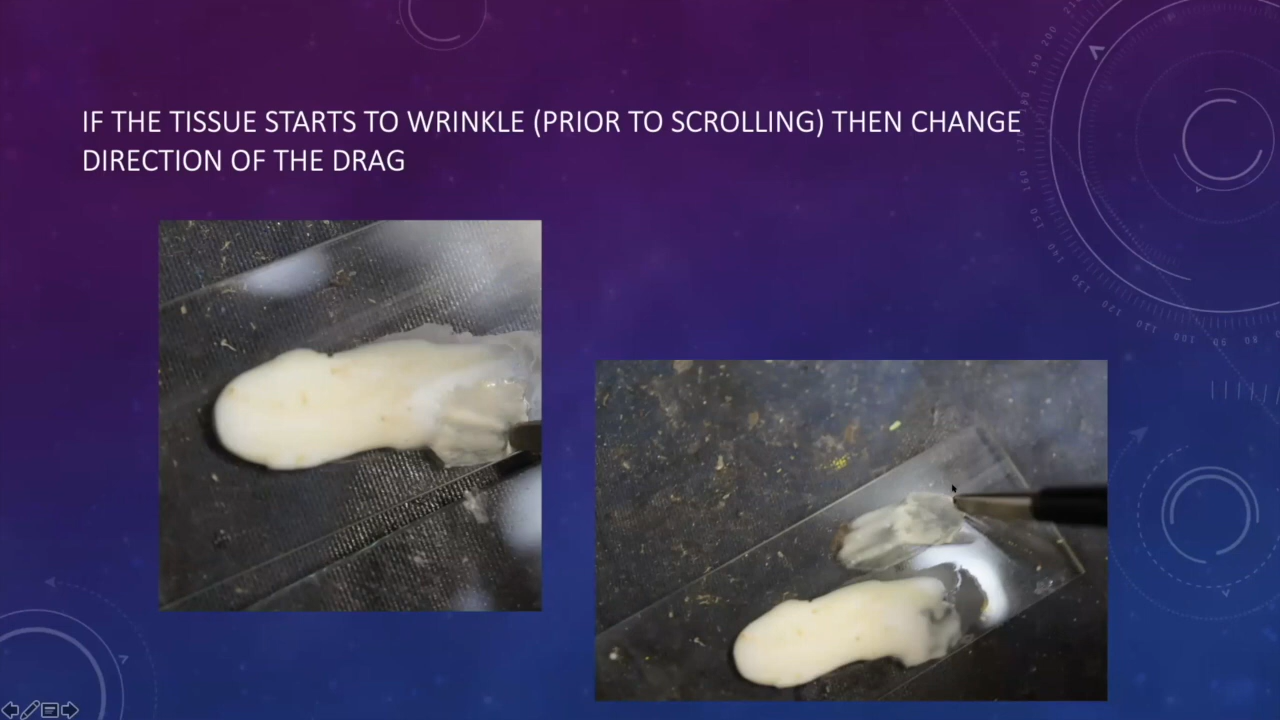 IF THE TISSUE STARTS TO WRINKLE (PRIOR TO SCROLLING) THEN CHANGE
DIRECTION OF THE DRAG